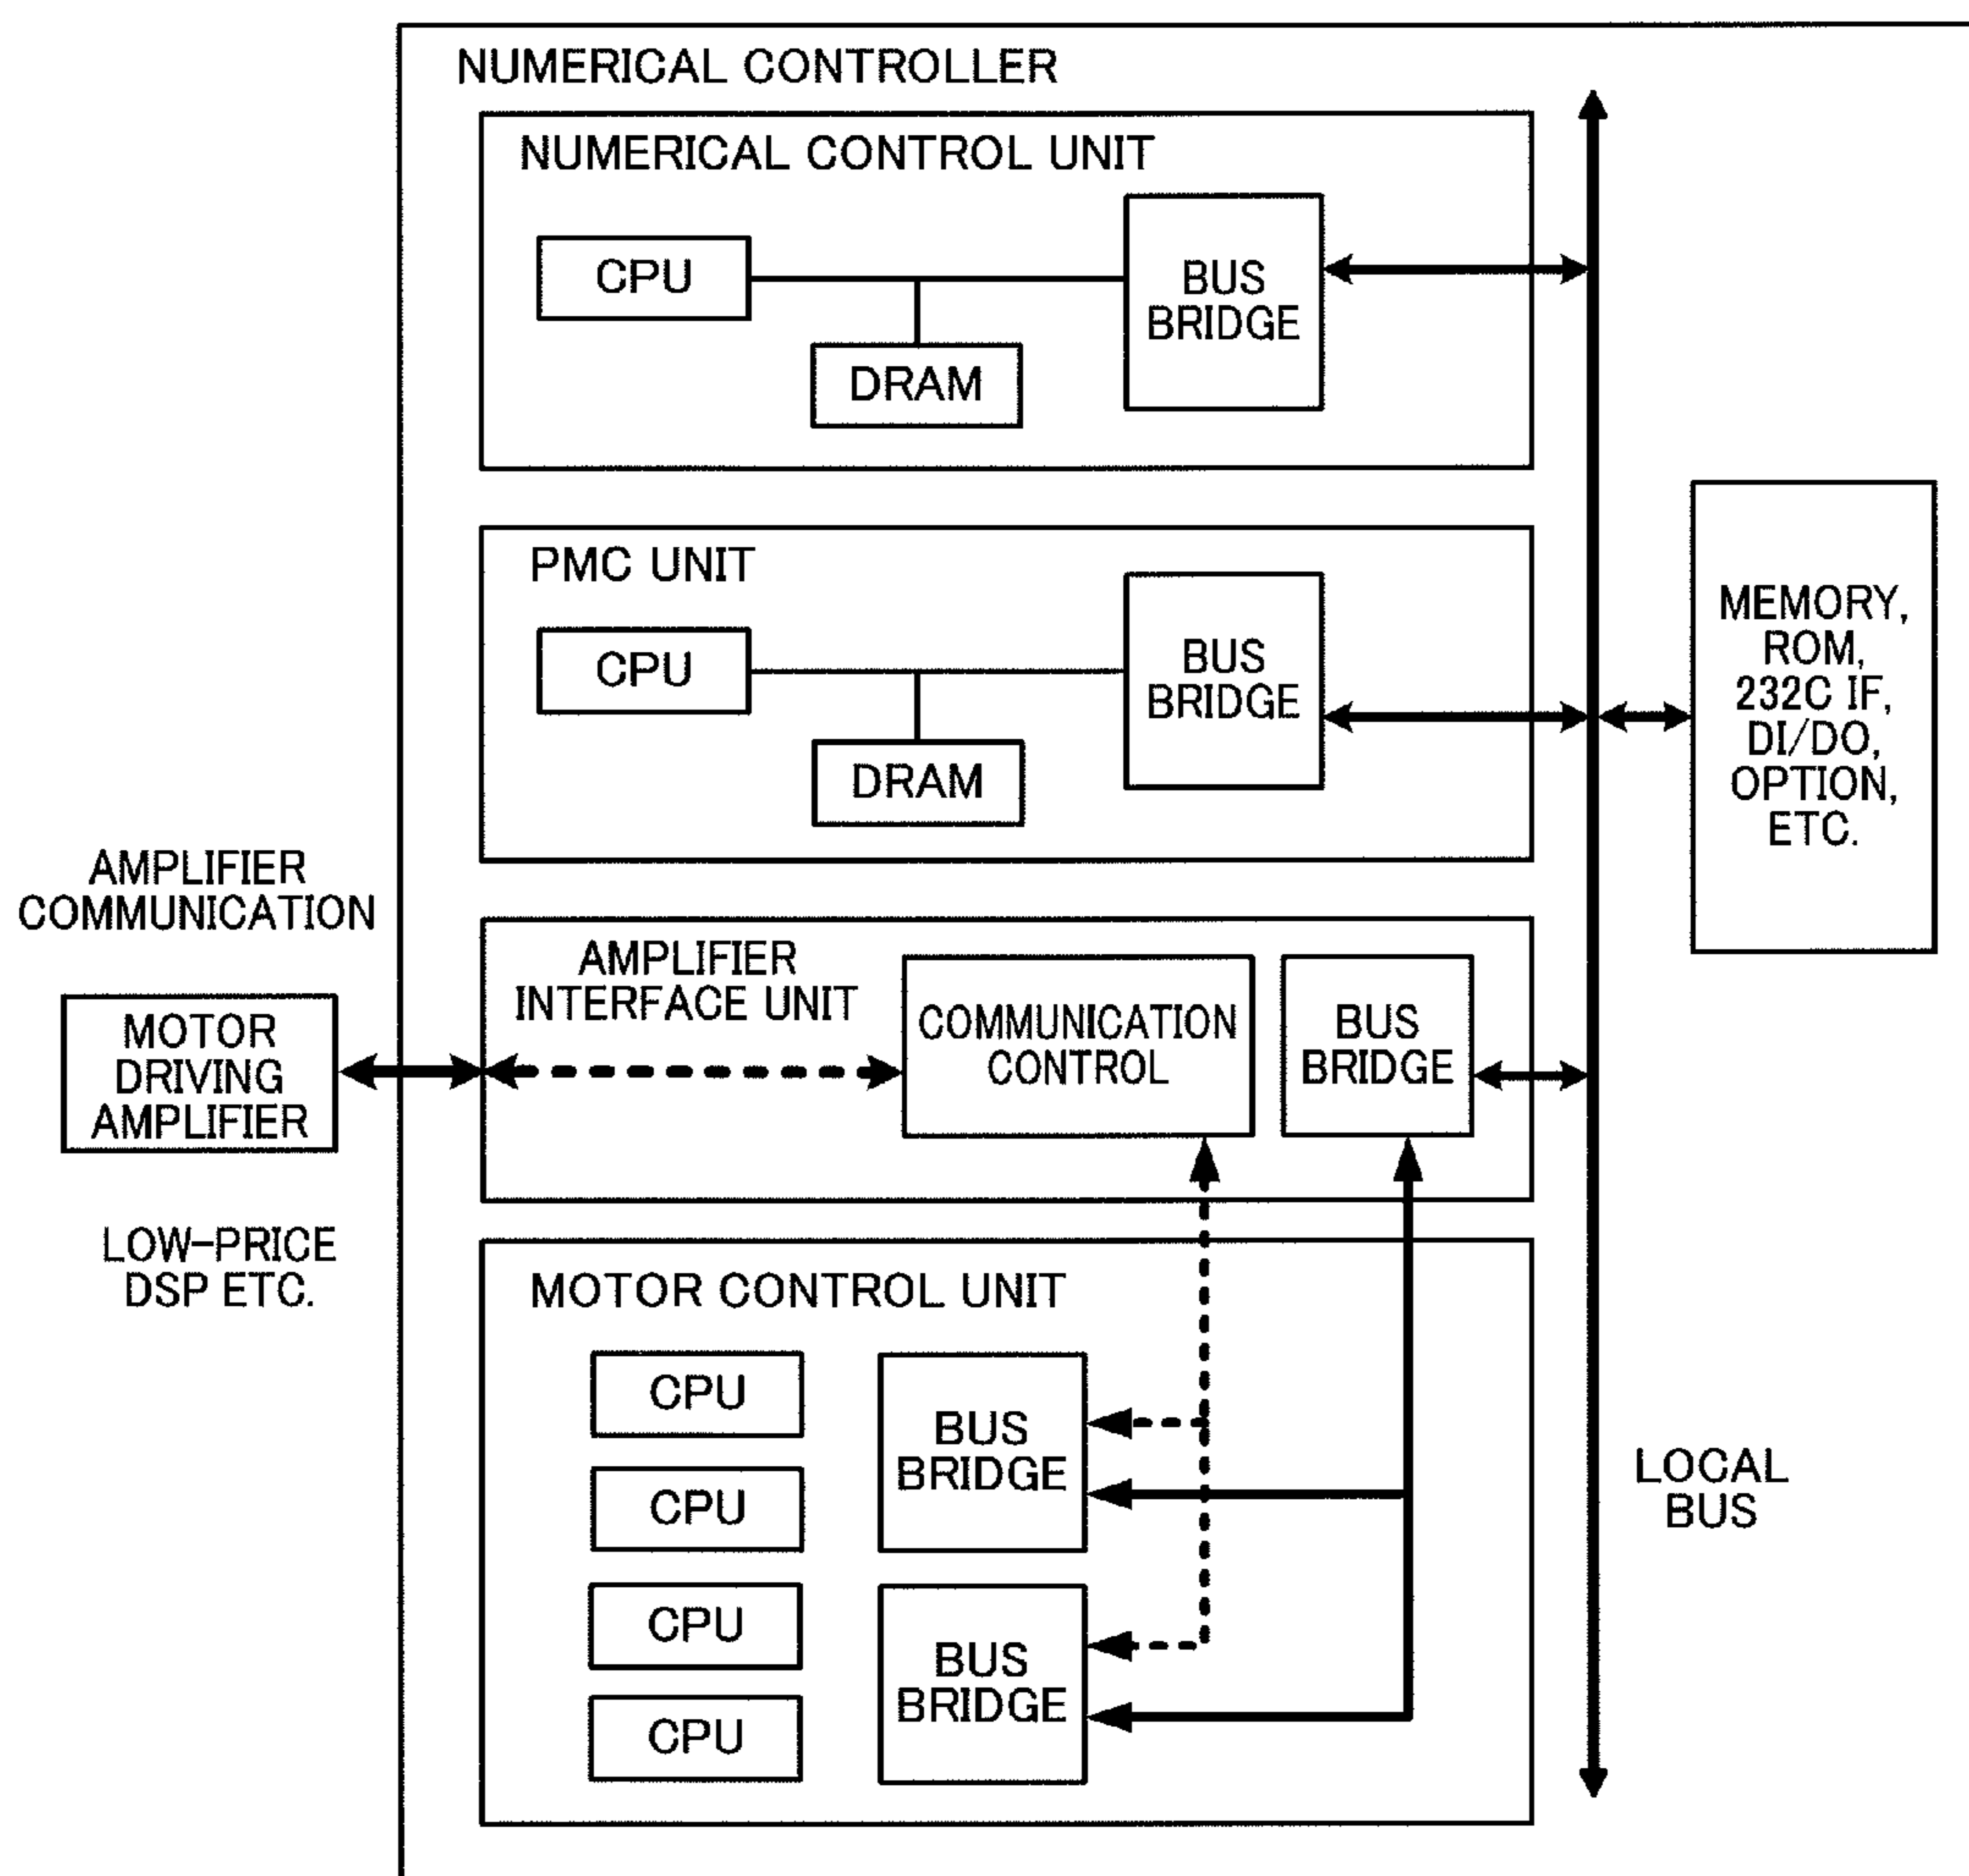 NUMERICAL CONTROLLER
NUMERICAL CONTROL UNIT
CPU
DRAM
BUS
BRIDGE
PMC UNIT
CPU
DRAM
BUS
BRIDGE
MEMORY,
ROM,
232C IF,
DI/DO,
OPTION,
ETC.
AMPLIFIER
COMMUNICATION
MOTOR
DRIVING
AMPLIFIER
LOW-PRICE
DSP ETC.
AMPLIFIER
INTERFACE UNIT
COMMUNICATION
CONTROL
BUS
BRIDGE
MOTOR CONTROL UNIT
CPU
CPU
CPU
CPU
BUS
BRIDGE
BUS
BRIDGE
LOCAL
BUS